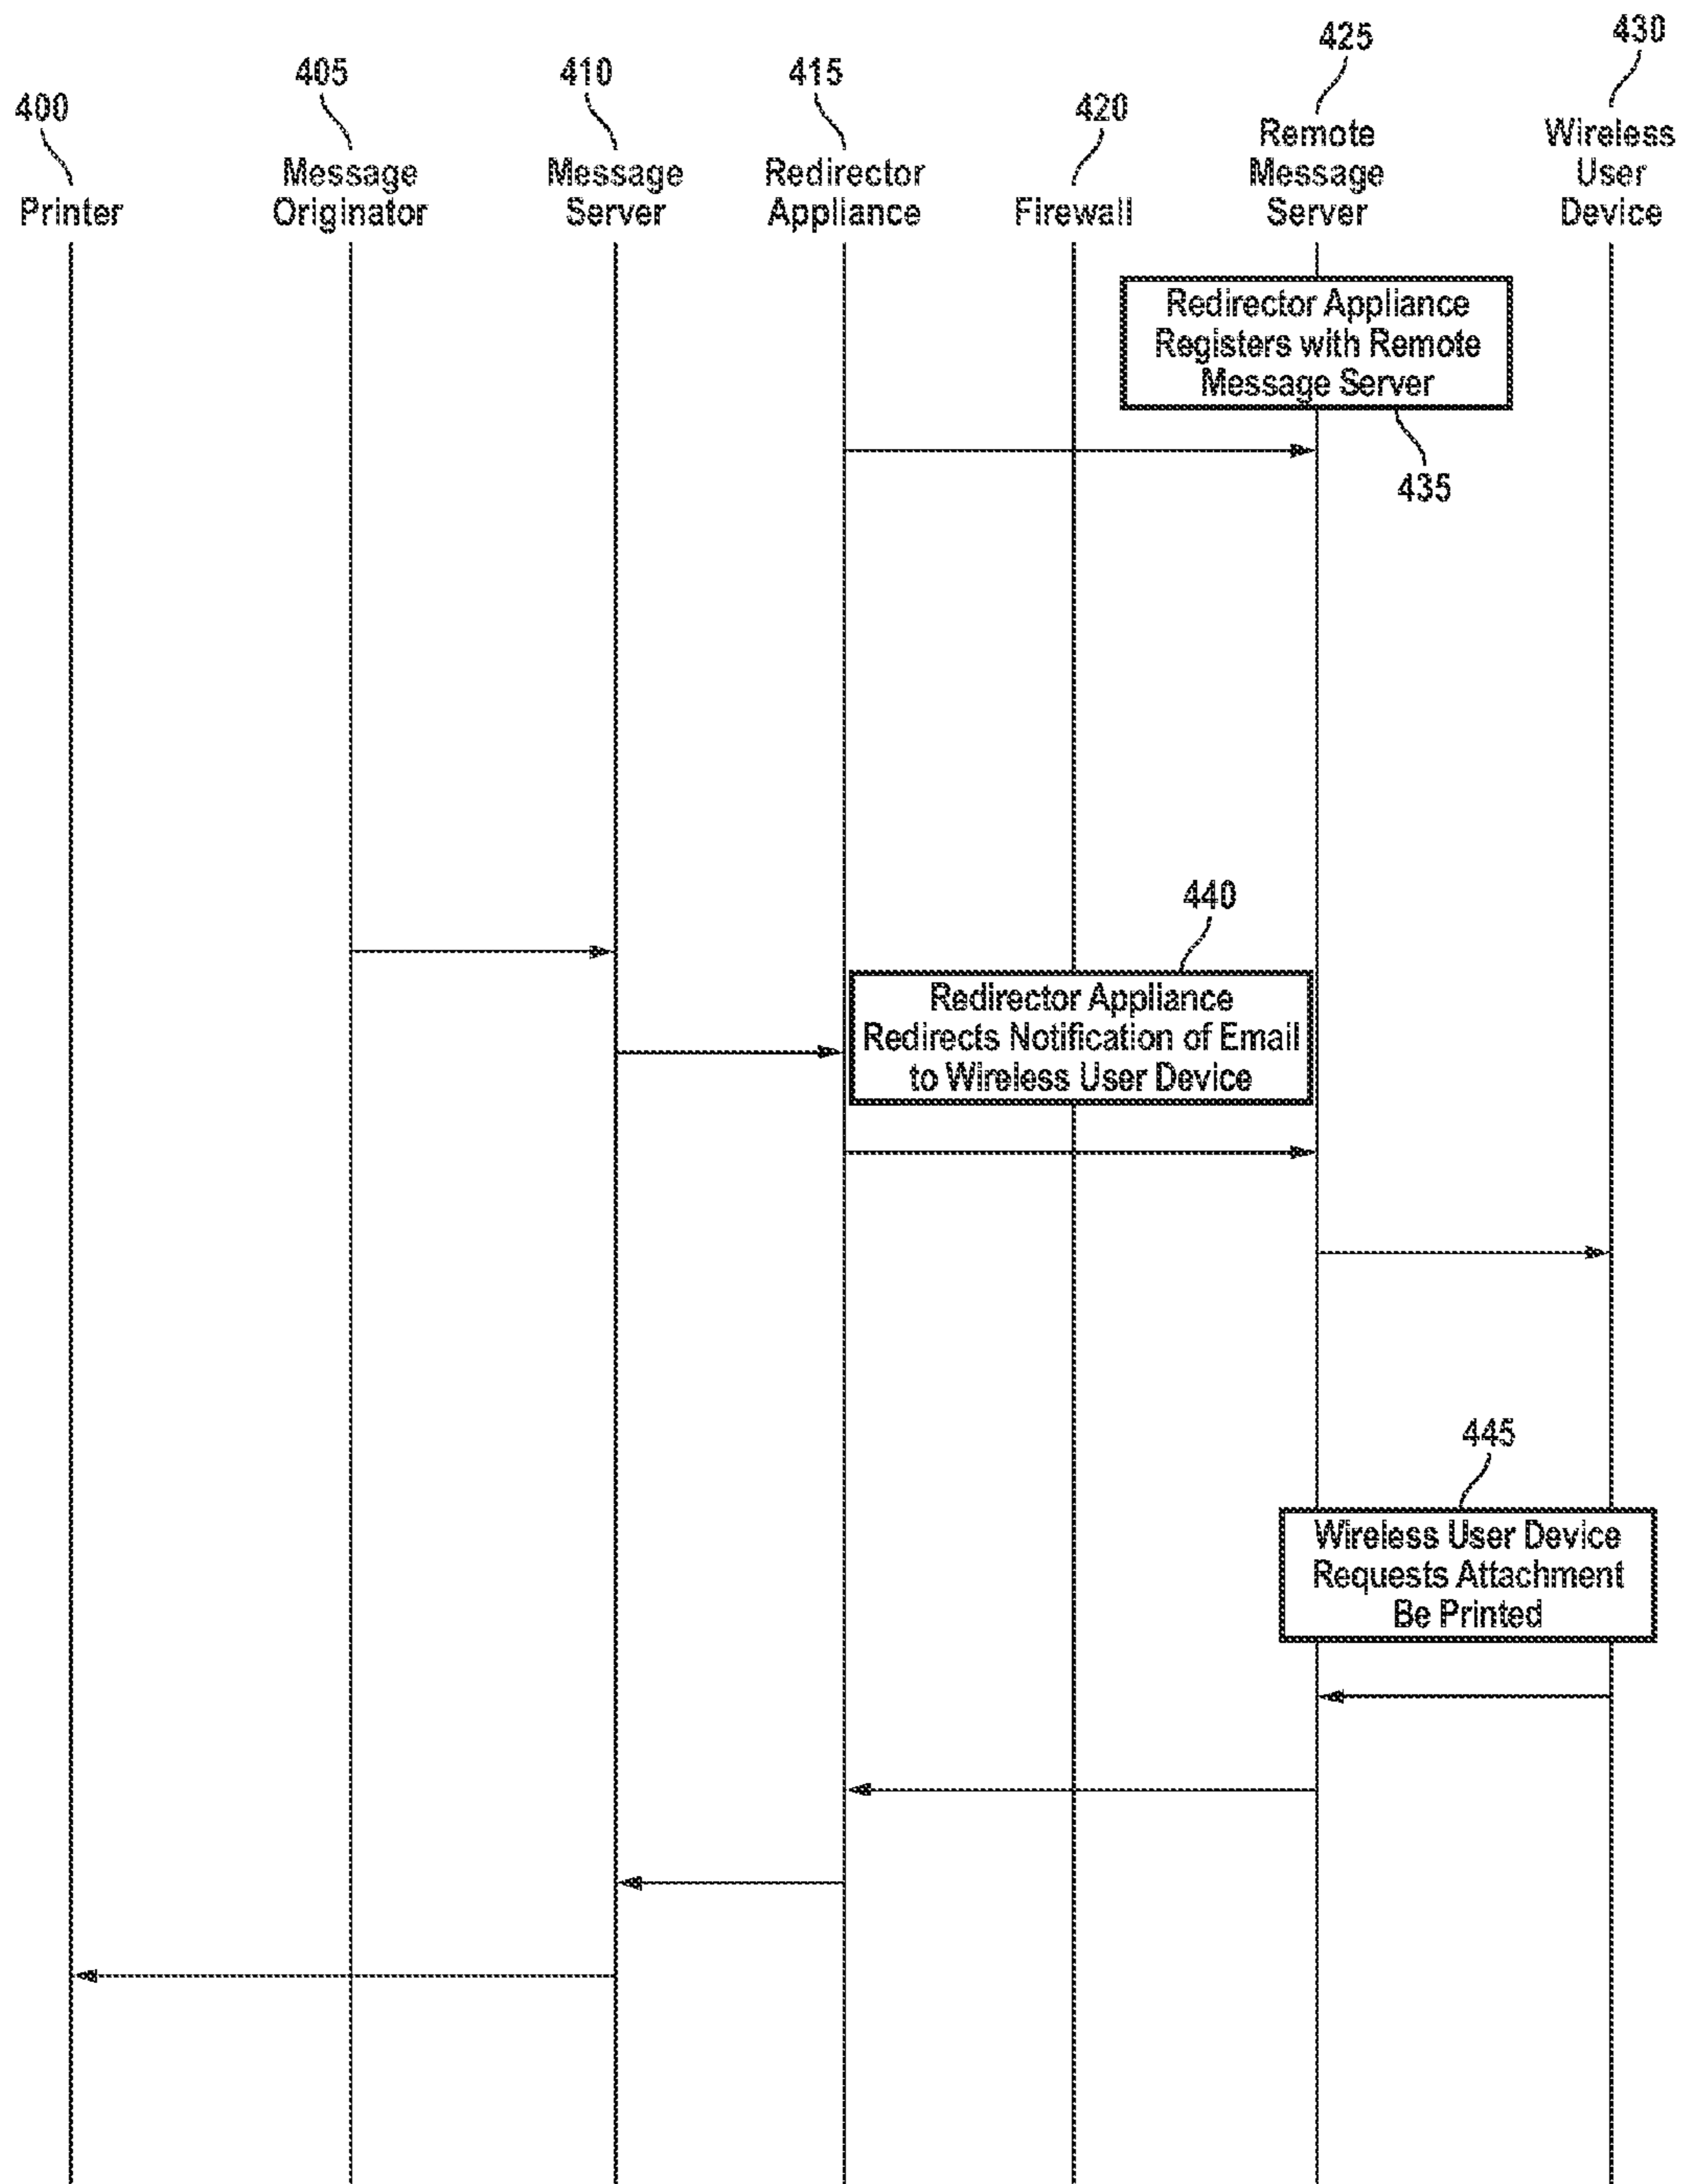 400
Printer
405
Message
Originator
410
Message
Server
415
Redirector
Appliance
420
Firewall
425
Remote
Message
Server
430
Wireless
User
Device
Redirector Appliance
Registers with Remote
Message Server
435
440
Redirector Appliance
Redirects Notification of Email
to Wireless User Device
445
Wireless User Device
Requests Attachment
Be Printed